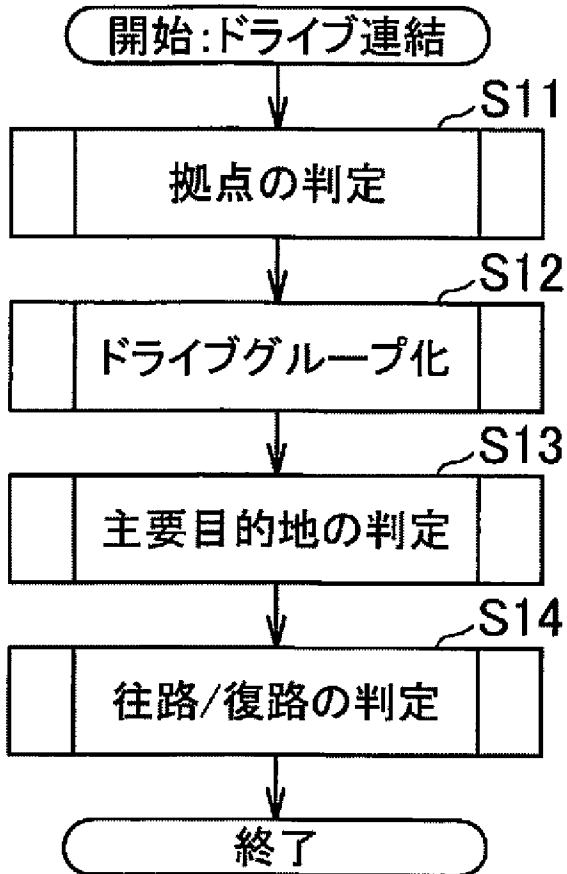 開始:ドライブ連結
S11
拠点の判定
S12
ドライブグループ化
S13
主要目的地の判定
S14
往路/復路の判定
終了